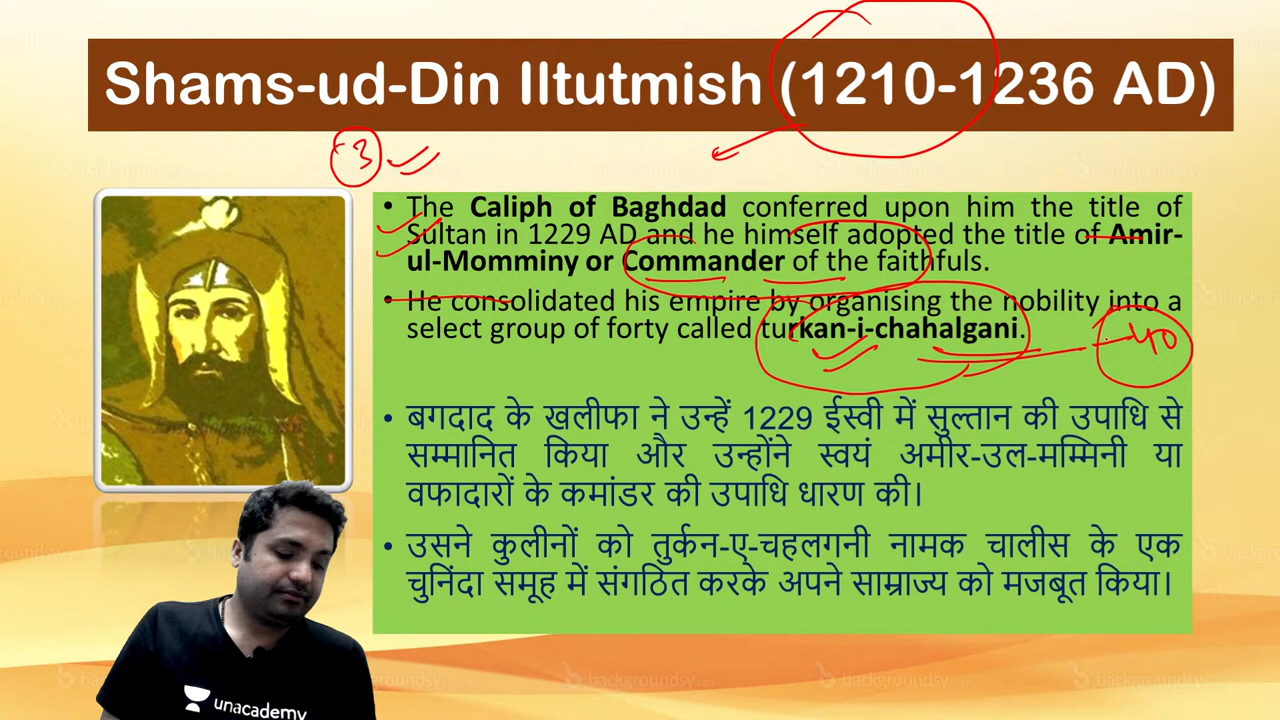 Shams-ud-Din Iltutmish (1210-1236 AD)
3
• The Caliph of Baghdad conferred upon him the title of
Sultan in 1229 AD and he himself adopted the title of Amir-
ul-Momminy or Commander of the faithfuls.
• He consolidated his empire by organising the nobility into a
select group of forty called turkan-i-chahalgani.
40
• बगदाद के खलीफा ने उन्हें 1229 ईस्वी में सुल्तान की उपाधि से
सम्मानित किया और उन्होंने स्वयं अमीर-उल-मम्मिनी या
वफादारों के कमांडर की उपाधि धारण की।
• उसने कुलीनों को तुर्कन-ए-चहलगनी नामक चालीस के एक
चुनिंदा समूह में संगठित करके अपने साम्राज्य को मजबूत किया।
unacademy
backgroundsy.com